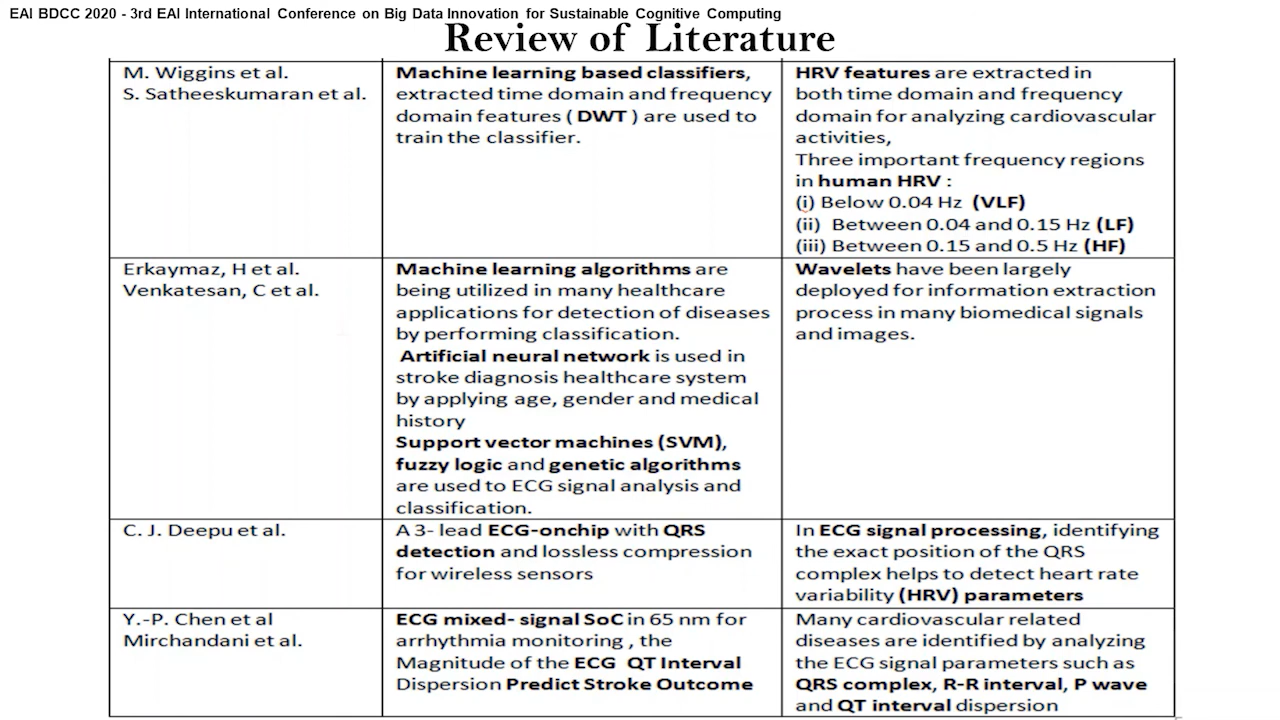 EAI BDCC 2020 - 3rd EAI International Conference on Big Data Innovation for Sustainable Cognitive Computing
Review of Literature
M. Wiggins et al.
S. Satheeskumaran et al.
Machine learning based classifiers,
extracted time domain and frequency
domain features ( DWT ) are used to
train the classifier.
HRV features are extracted in
both time domain and frequency
domain for analyzing cardiovascular
activities,
Three important frequency regions
in human HRV :
(i) Below 0.04 Hz (VLF)
(ii) Between 0.04 and 0.15 Hz (LF)
(iii) Between 0.15 and 0.5 Hz (HF)
Erkaymaz, H et al.
Venkatesan, C et al.
Machine learning algorithms are
being utilized in many healthcare
applications for detection of diseases
by performing classification.
Artificial neural network is used in
stroke diagnosis healthcare system
by applying age, gender and medical
history
Support vector machines (SVM),
fuzzy logic and genetic algorithms
are used to ECG signal analysis and
classification.
Wavelets have been largely
deployed for information extraction
process in many biomedical signals
and images.
C. J. Deepu et al.
A 3- lead ECG-onchip with QRS
detection and lossless compression
for wireless sensors
In ECG signal processing, identifying
the exact position of the QRS
complex helps to detect heart rate
variability (HRV) parameters
Y.-P. Chen et al
Mirchandani et al.
ECG mixed- signal SoC in 65 nm for
arrhythmia monitoring , the
Magnitude of the ECG QT Interval
Dispersion Predict Stroke Outcome
Many cardiovascular related
diseases are identified by analyzing
the ECG signal parameters such as
QRS complex, R-R interval, P wave
and QT interval dispersion